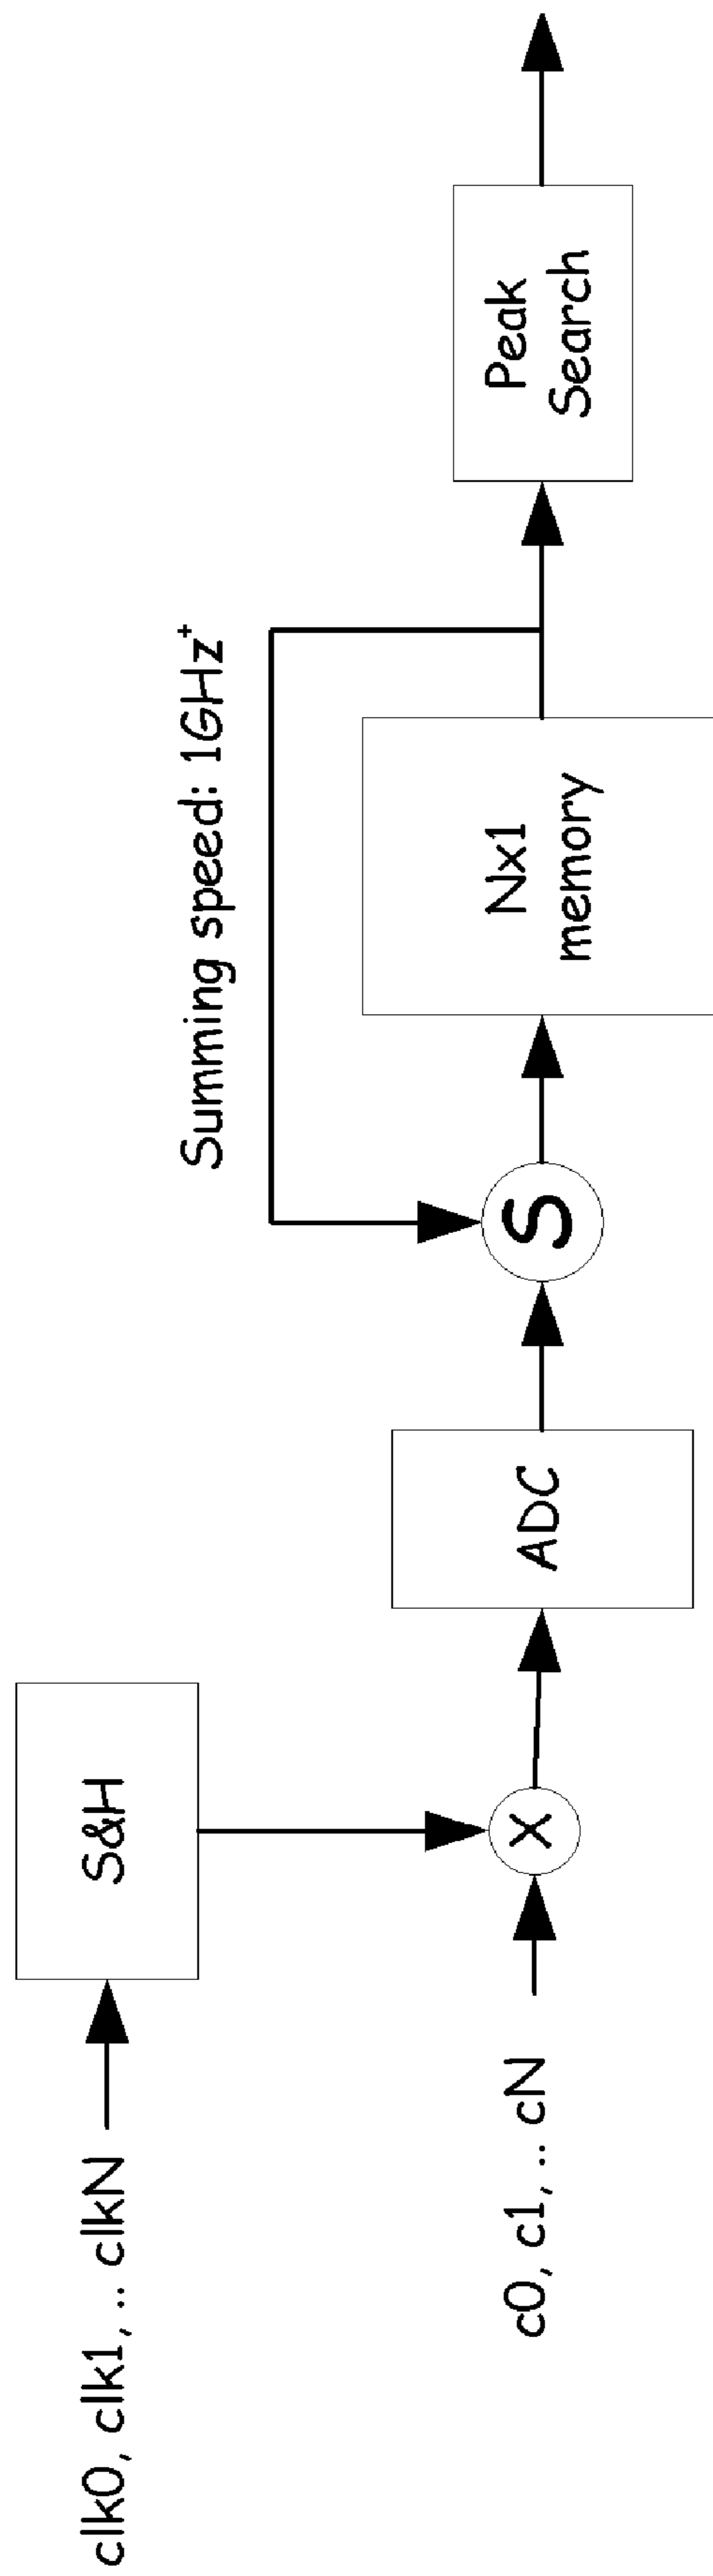 clk0, clk1, .. clkN
S&H
Summing speed: 1GHz⁺
c0, c1, .. cN
X
ADC
S
Nx1
memory
Peak
Search